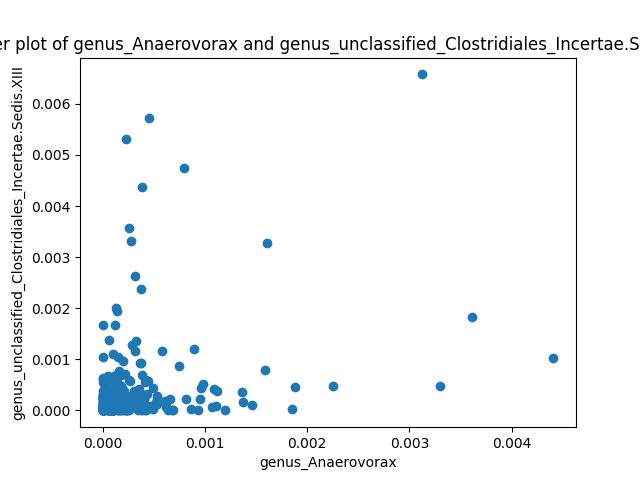 er plot of genus_Anaerovorax and genus_unclassified_Clostridiales_Incertae.S
genus_unclassified_Clostridiales_Incertae.Sedis.XIII
0.006
0.005
0.004
0.003
0.002
0.001
0.000
0.000 0.001 0.002 0.003 0.004
genus_Anaerovorax